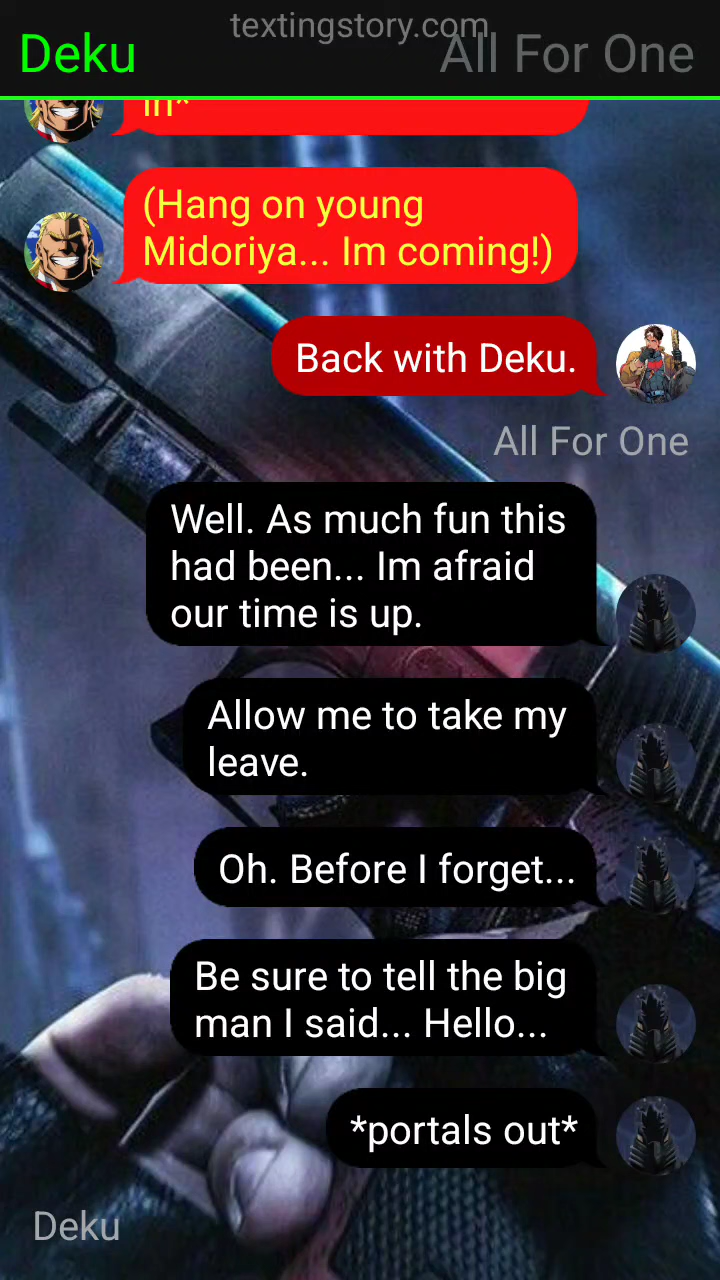 textingstory.com
Deku
All For One
in*
(Hang on young
Midoriya... Im coming!)
Back with Deku.
All For One
Well. As much fun this
had been... Im afraid
our time is up.
Allow me to take my
leave.
Oh. Before I forget...
Be sure to tell the big
man I said... Hello...
*portals out*
Deku